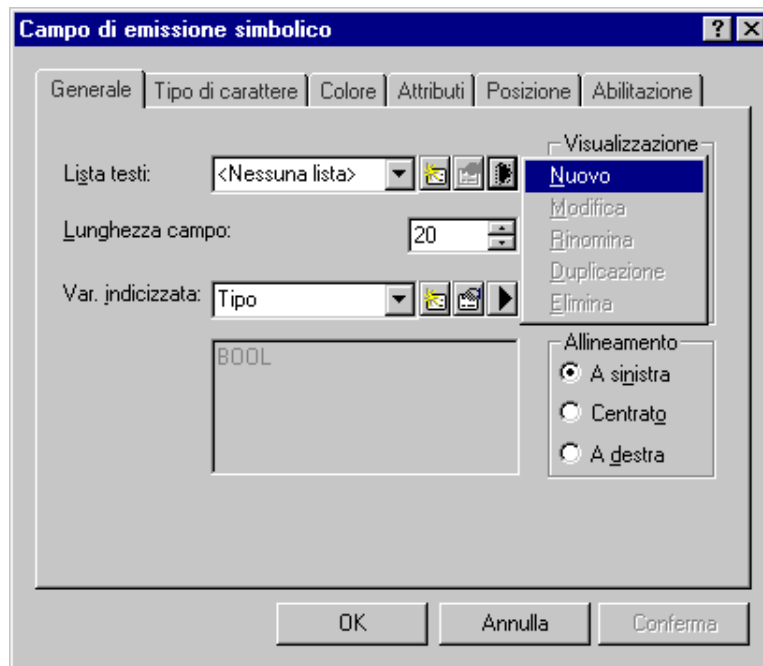 Campo di emissione simbolico
Generale Tipo di carattere Colore Attributi Posizione Abilitazione
Visualizzazione
Lista testi: <Nessuna lista>
Nuovo
Modifica
Lunghezza campo: 20
Rinomina
Duplicazione
Var. indicizzata: Tipo
Elimina
BOOL
Allineamento
A sinistra
Centrato
A destra
OK Annulla Conferma